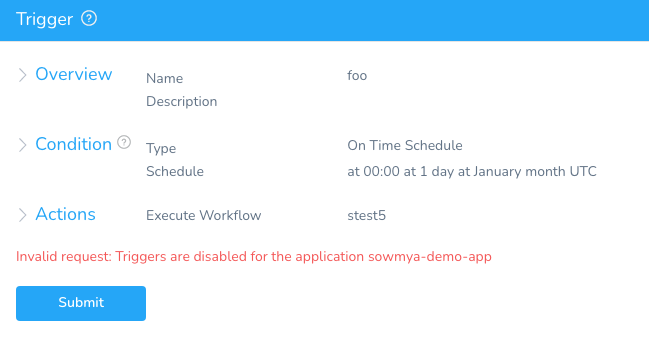 Trigger ?
Overview
Name foo
Description
Condition ?
Type On Time Schedule
Schedule at 00:00 at 1 day at January month UTC
Actions Execute Workflow stest5
Invalid request: Triggers are disabled for the application sowmya-demo-app
Submit